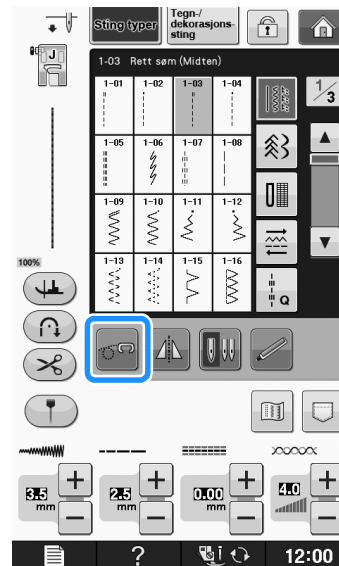 Sting typer
Tegn-/
dekorasjons-
sting
J
1-03 Rett søm (Midten)
1-01 1-02 1-03 1-04
1/3
1-05 1-06 1-07 1-08
1-09 1-10 1-11 1-12
1-13 1-14 1-15 1-16
100%
Q
3.5 mm
2.5 mm
0.00 mm
4.0
?
12:00